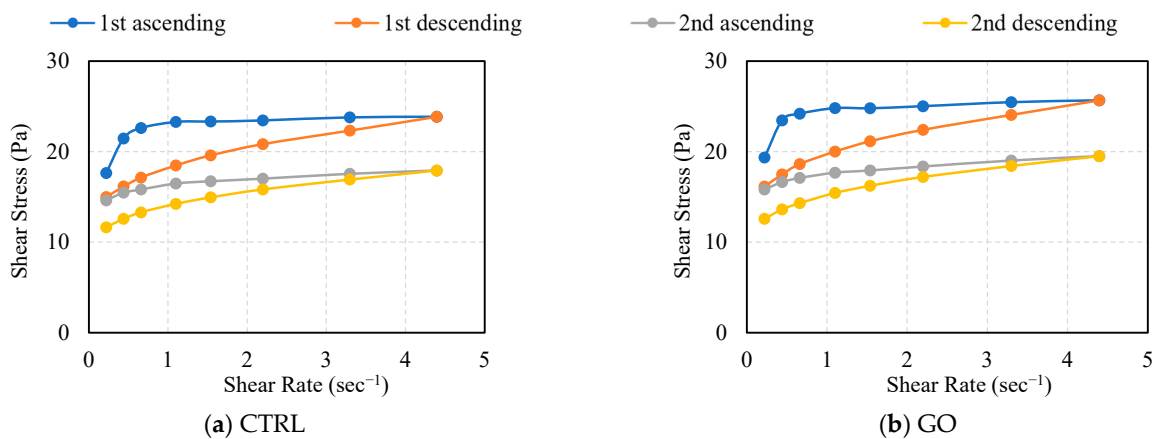 1st ascending 1st descending 2nd ascending 2nd descending
30
20
10
0
0 1 2 3 4 5
Shear Stress (Pa)
Shear Rate (sec⁻¹)
(a) CTRL
30
20
10
0
0 1 2 3 4 5
Shear Stress (Pa)
Shear Rate (sec⁻¹)
(b) GO